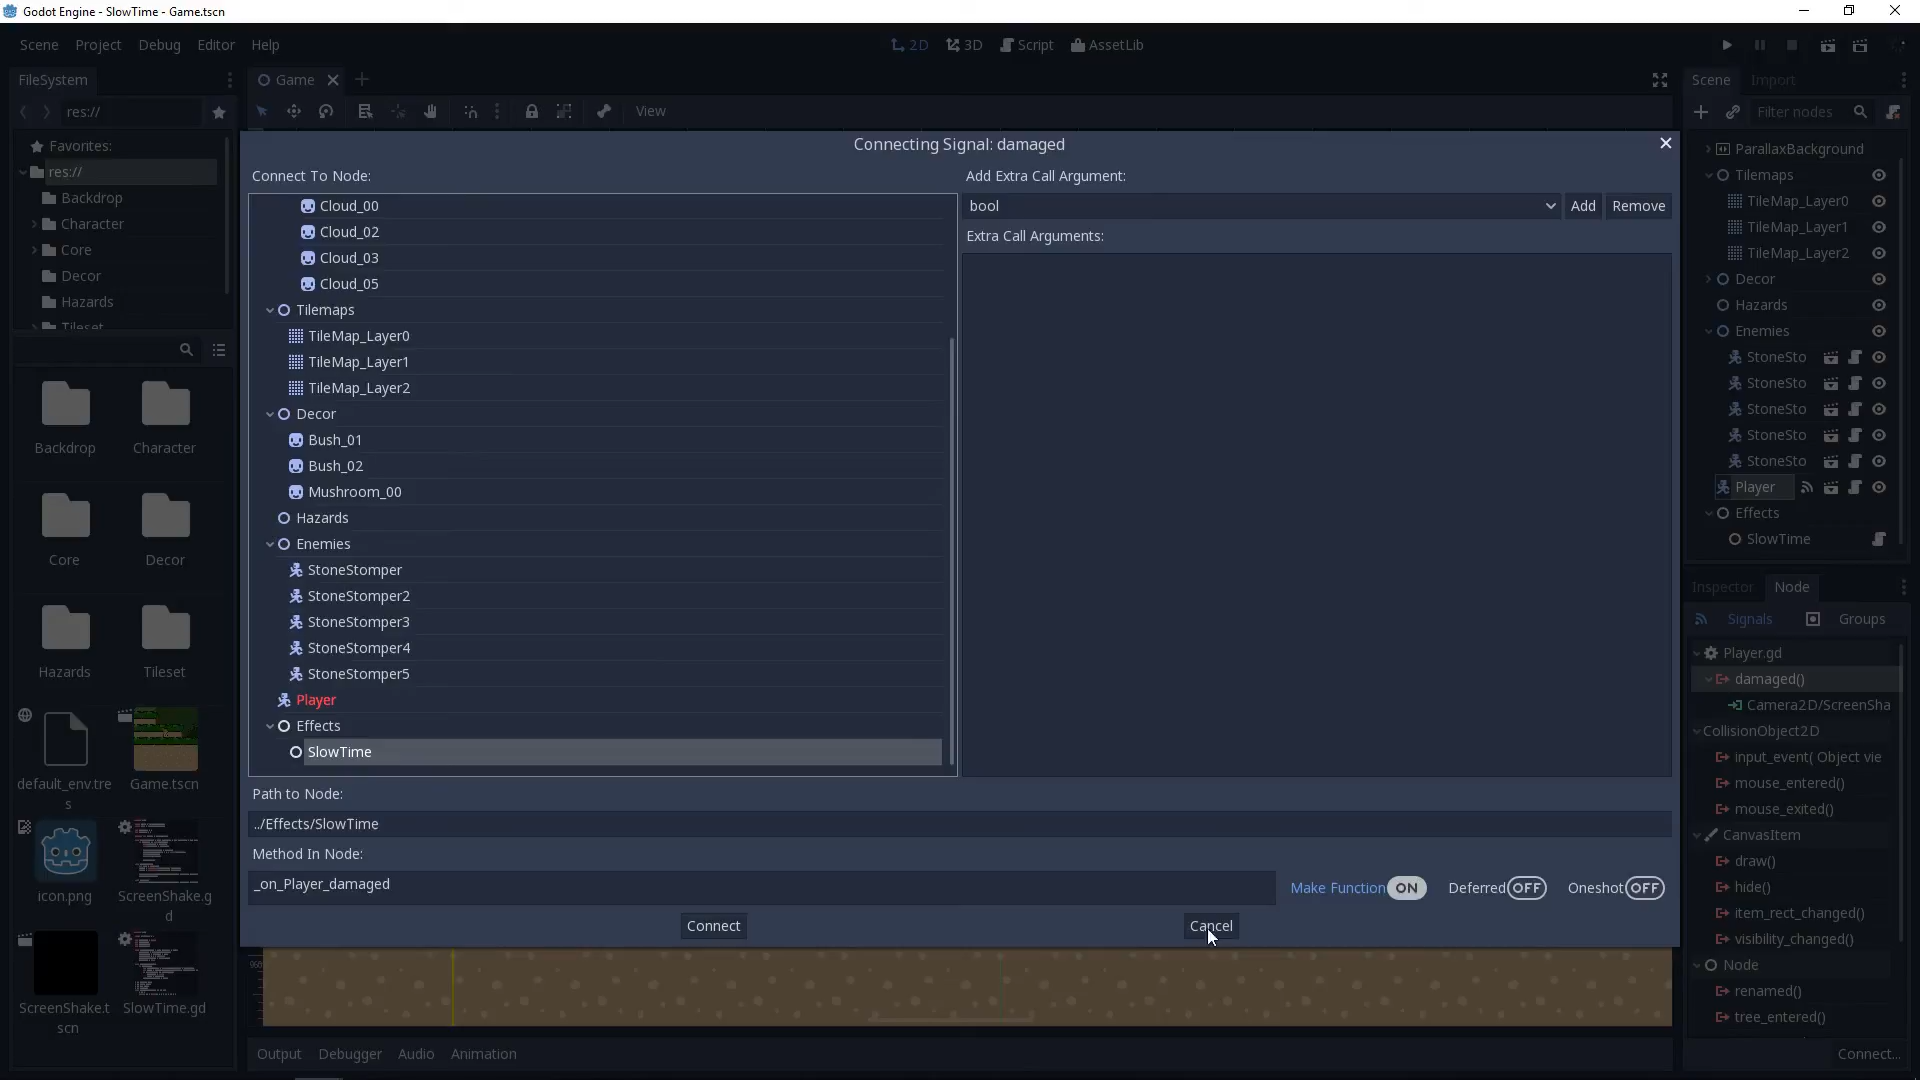 Godot Engine - SlowTime - Game.tscn
Scene Project Debug Editor Help
2D 3D Script AssetLib
FileSystem
res://
Favorites:
res://
Backdrop
Character
Core
Decor
Hazards
Tileset
Backdrop
Character
Core
Decor
Hazards
Tileset
default_env.tre
s
Game.tscn
icon.png
ScreenShake.g
d
ScreenShake.t
scn
SlowTime.gd
Game
View
Connecting Signal: damaged
Connect To Node:
Cloud_00
Cloud_02
Cloud_03
Cloud_05
Tilemaps
TileMap_Layer0
TileMap_Layer1
TileMap_Layer2
Decor
Bush_01
Bush_02
Mushroom_00
Hazards
Enemies
StoneStomper
StoneStomper2
StoneStomper3
StoneStomper4
StoneStomper5
Player
Effects
SlowTime
Add Extra Call Argument:
bool
Add Remove
Extra Call Arguments:
Path to Node:
../Effects/SlowTime
Method In Node:
_on_Player_damaged
Make Function ON
Deferred OFF
Oneshot OFF
Connect
Cancel
Output Debugger Audio Animation
Scene Import
Filter nodes
ParallaxBackground
Tilemaps
TileMap_Layer0
TileMap_Layer1
TileMap_Layer2
Decor
Hazards
Enemies
StoneSto
StoneSto
StoneSto
StoneSto
StoneSto
Player
Effects
SlowTime
Inspector Node
Signals Groups
Player.gd
damaged()
Camera2D/ScreenSha
CollisionObject2D
input_event( Object vie
mouse_entered()
mouse_exited()
CanvasItem
draw()
hide()
item_rect_changed()
visibility_changed()
Node
renamed()
tree_entered()
Connect...